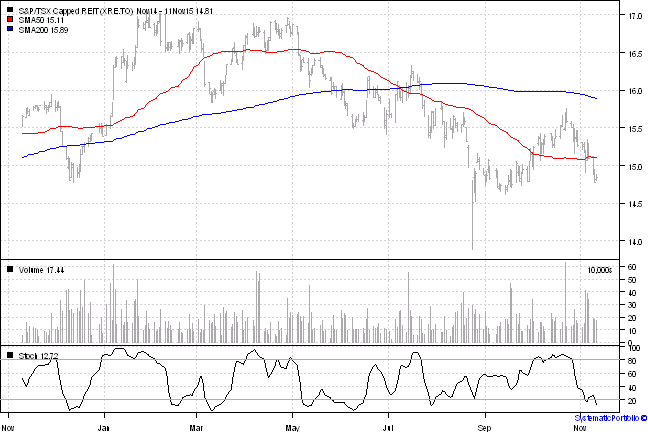 S&P/TSX Capped REIT (XRE.TO) Nov14 - 11Nov15 14.81
SMA50 15.11
SMA200 15.89
17.0
16.5
16.0
15.5
15.0
14.5
14.0
Volume 17.44
10,000s
60
50
40
30
20
10
0
Stoch 12.72
100
80
60
40
20
Nov Jan Mar May Jul Sep Nov
SystematicPortfolio ©